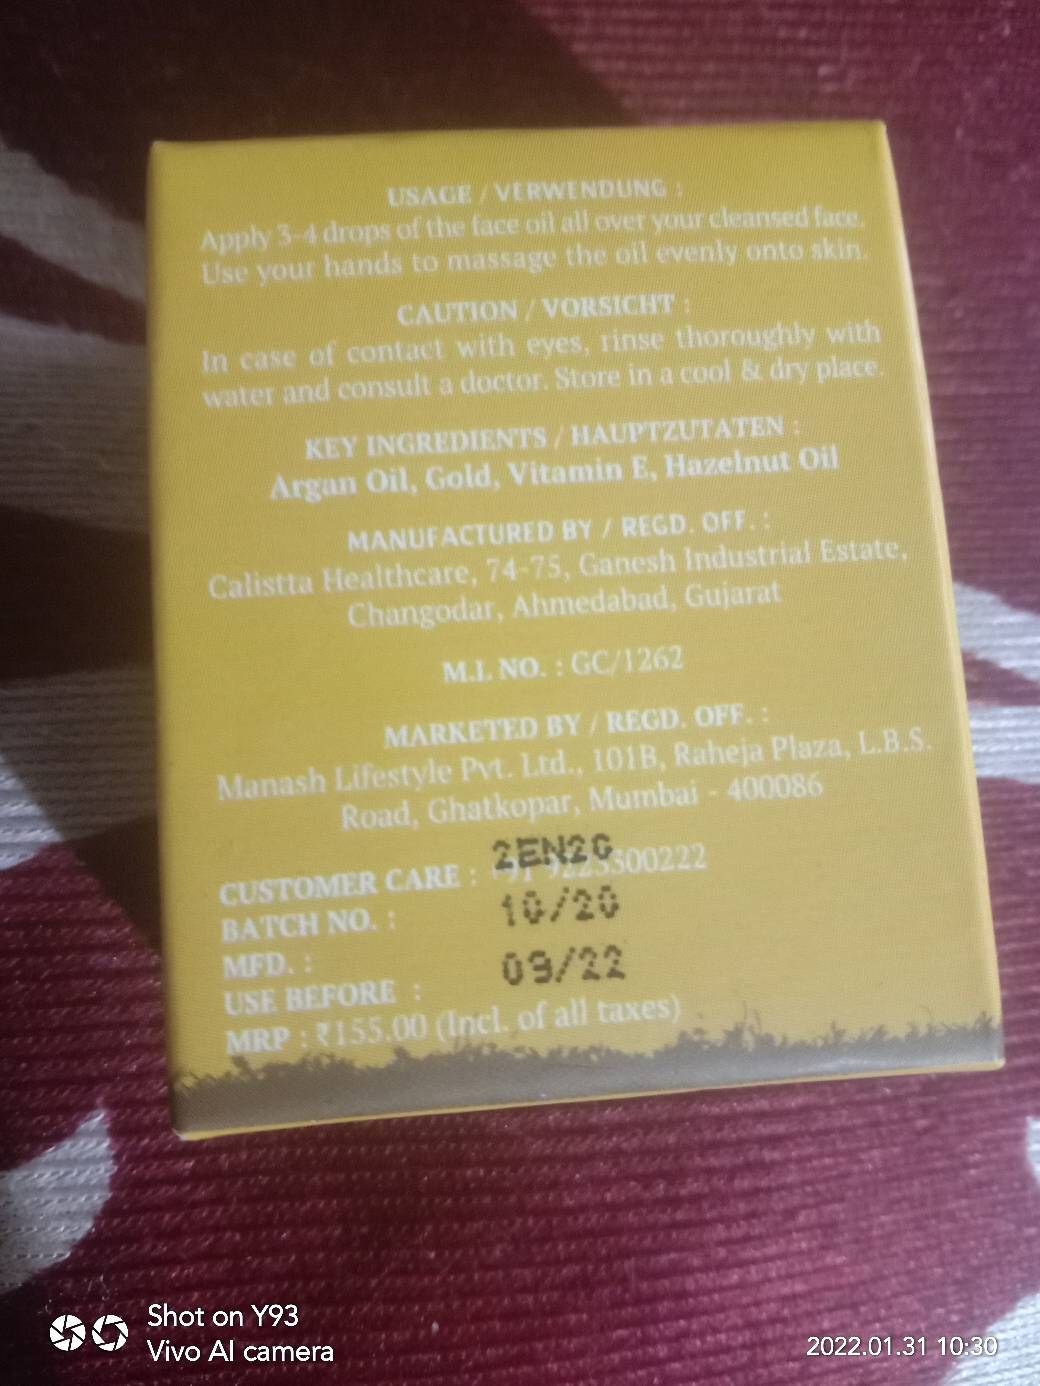 USAGE / VERWENDUNG :
Apply 3-4 drops of the face oil all over your cleansed face.
Use your hands to massage the oil evenly onto skin.
CAUTION / VORSICHT :
In case of contact with eyes, rinse thoroughly with
water and consult a doctor. Store in a cool & dry place.
KEY INGREDIENTS / HAUPTZUTATEN :
Argan Oil, Gold, Vitamin E, Hazelnut Oil
MANUFACTURED BY / REGD. OFF. :
Calistta Healthcare, 74-75, Ganesh Industrial Estate,
Changodar, Ahmedabad, Gujarat
M.L NO. : GC/1262
MARKETED BY / REGD. OFF. :
Manash Lifestyle Pvt. Ltd., 101B, Raheja Plaza, L.B.S.
Road, Ghatkopar, Mumbai - 400086
2EN20
CUSTOMER CARE : +91
BATCH NO. :
10/20
MFD. :
09/22
USE BEFORE :
MRP : ₹155.00 (Incl. of all taxes)
Shot on Y93
Vivo AI camera
2022.01.31 10:30